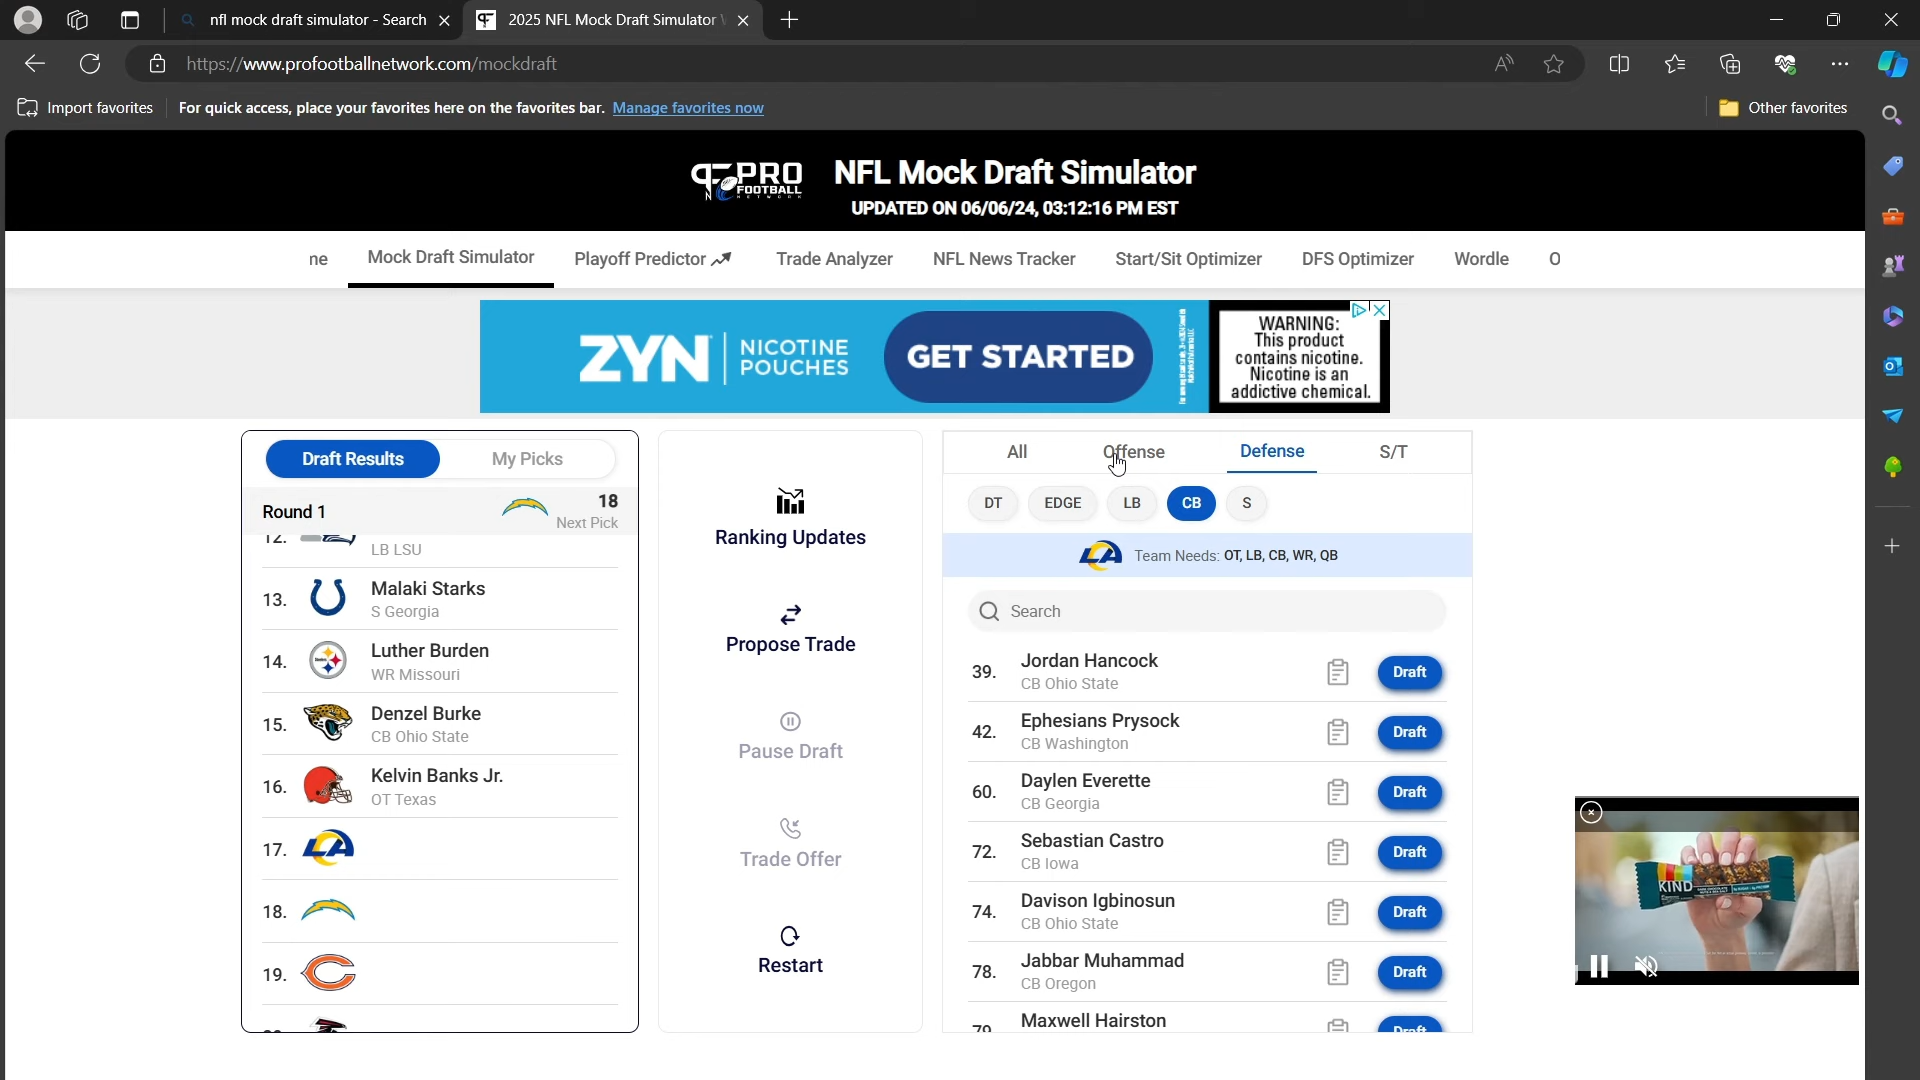 nfl mock draft simulator - Search
2025 NFL Mock Draft Simulator
https://www.profootballnetwork.com/mockdraft
Import favorites
For quick access, place your favorites here on the favorites bar. Manage favorites now
Other favorites
PRO FOOTBALL NETWORK
NFL Mock Draft Simulator
UPDATED ON 06/06/24, 03:12:16 PM EST
ne
Mock Draft Simulator
Playoff Predictor
Trade Analyzer
NFL News Tracker
Start/Sit Optimizer
DFS Optimizer
Wordle
O
ZYN
NICOTINE
POUCHES
GET STARTED
WARNING:
This product
contains nicotine.
Nicotine is an
addictive chemical.
Draft Results
My Picks
Round 1
18
Next Pick
12.
LB LSU
13.
Malaki Starks
S Georgia
14.
Luther Burden
WR Missouri
15.
Denzel Burke
CB Ohio State
16.
Kelvin Banks Jr.
OT Texas
17.
18.
19.
20.
Ranking Updates
Propose Trade
Pause Draft
Trade Offer
Restart
All
Offense
Defense
S/T
DT
EDGE
LB
CB
S
LA
Team Needs: OT, LB, CB, WR, QB
Search
39.
Jordan Hancock
CB Ohio State
Draft
42.
Ephesians Prysock
CB Washington
Draft
60.
Daylen Everette
CB Georgia
Draft
72.
Sebastian Castro
CB Iowa
Draft
74.
Davison Igbinosun
CB Ohio State
Draft
78.
Jabbar Muhammad
CB Oregon
Draft
79.
Maxwell Hairston
Draft
KIND